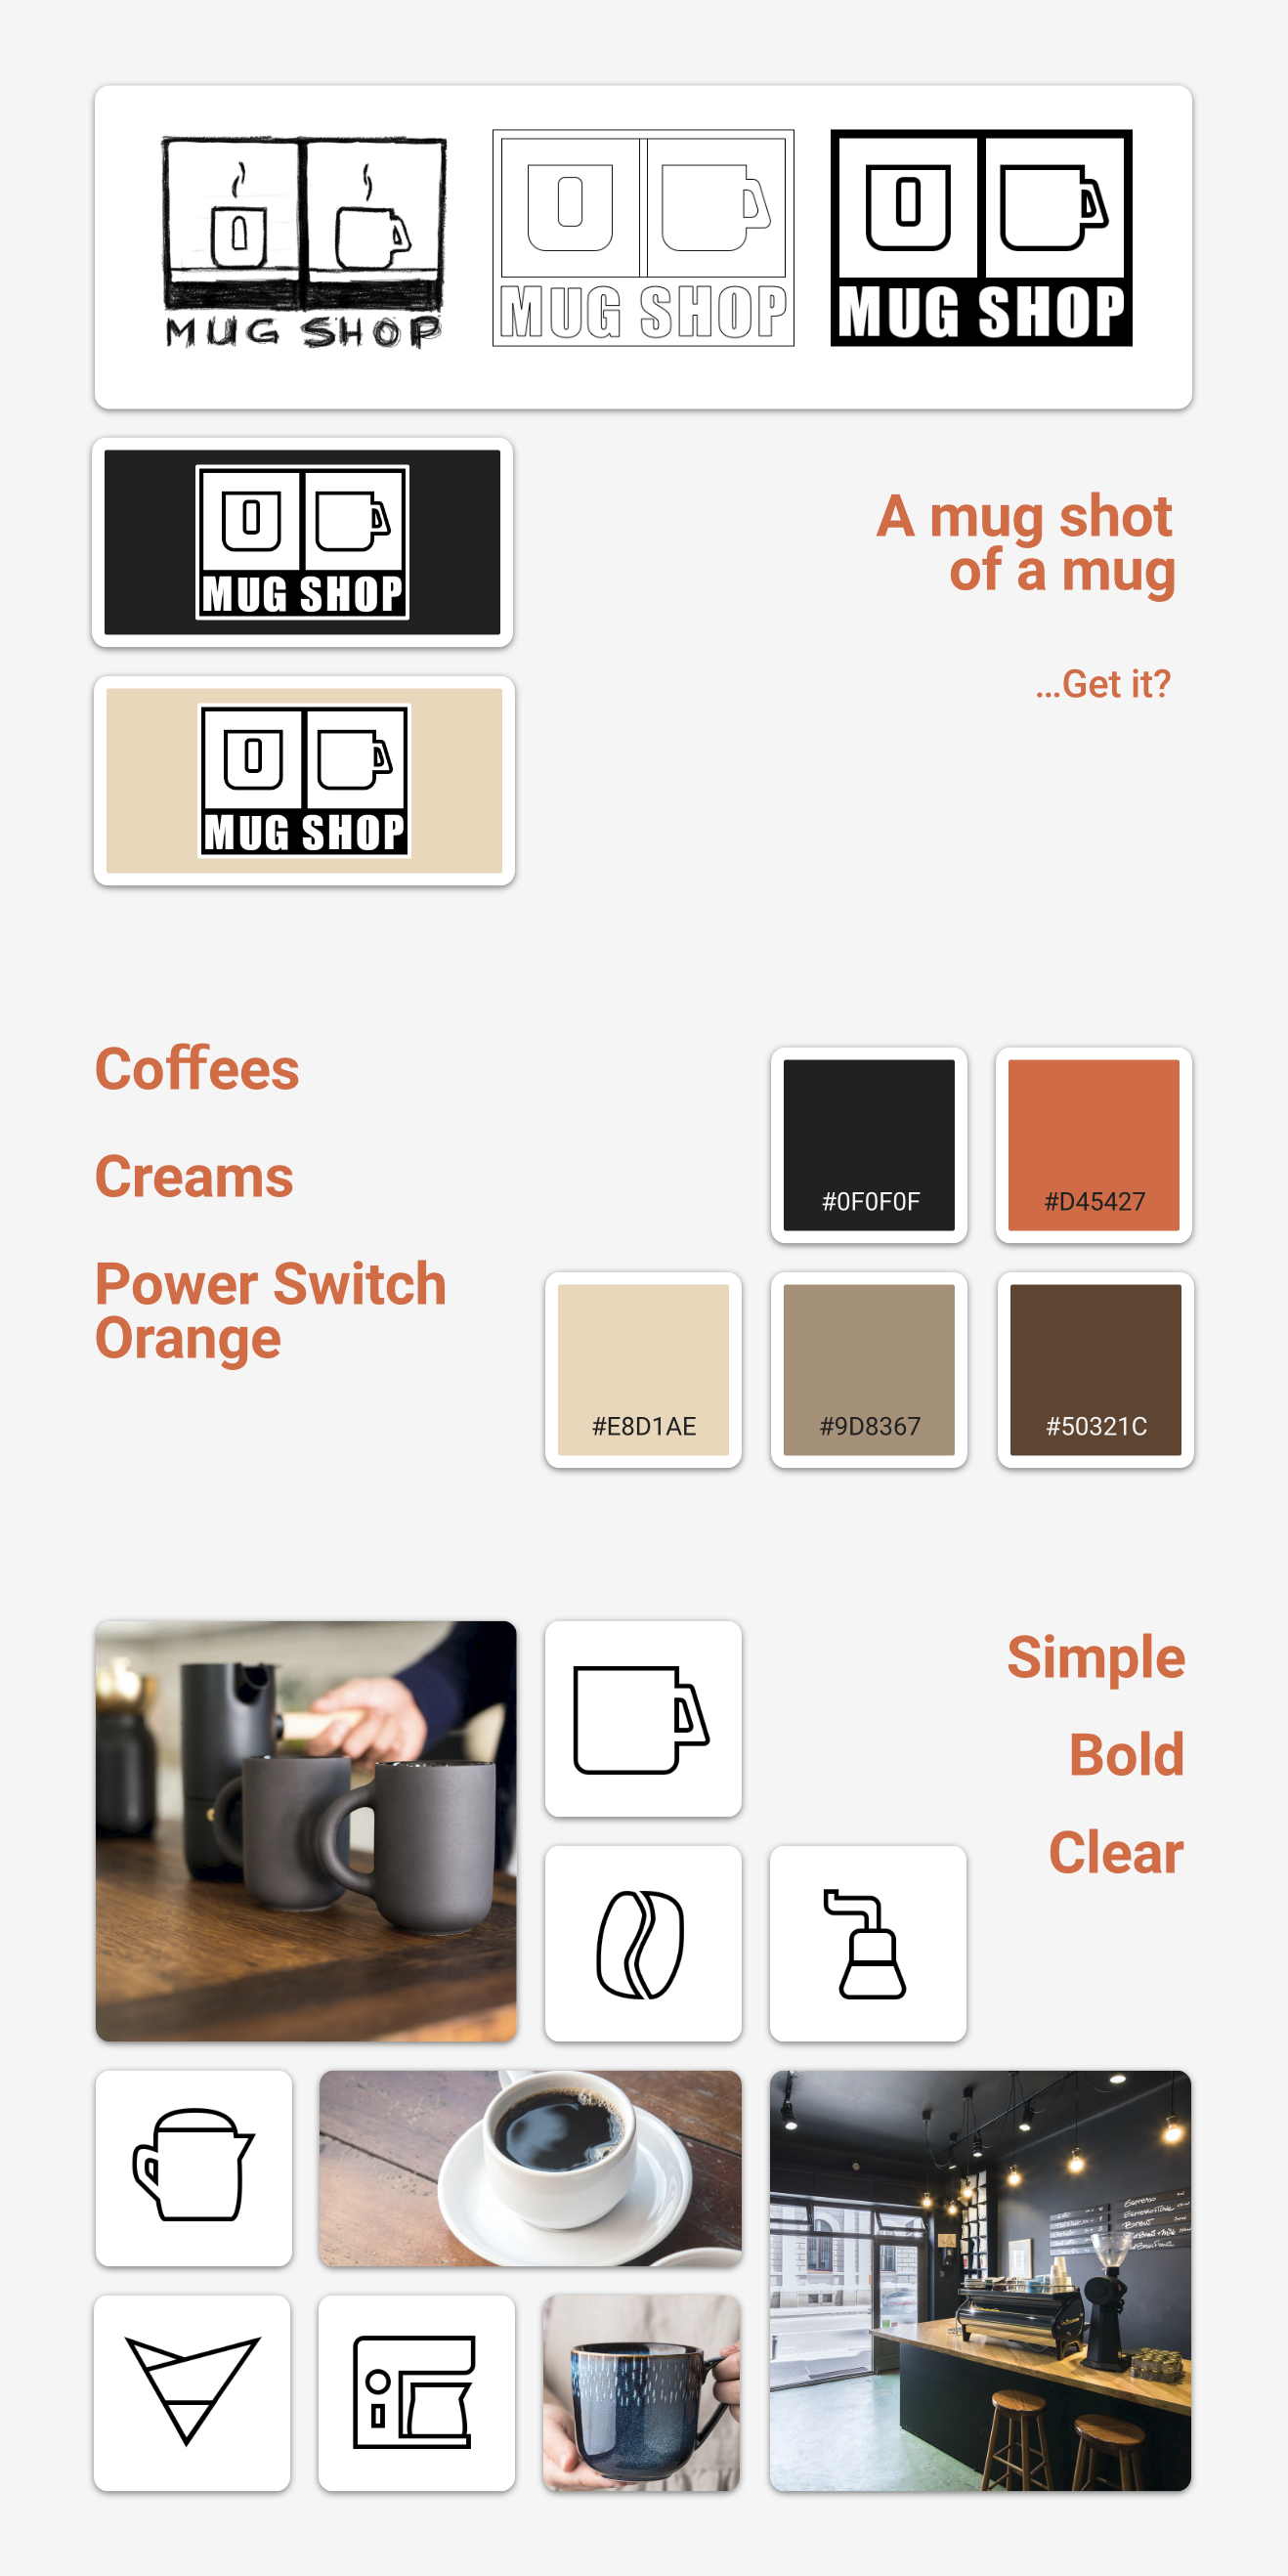 MUG SHOP
MUG SHOP
MUG SHOP
MUG SHOP
A mug shot
of a mug
...Get it?
MUG SHOP
Coffees
Creams
Power Switch
Orange
#0F0F0F
#D45427
#E8D1AE
#9D8367
#50321C
Simple
Bold
Clear
Espresso